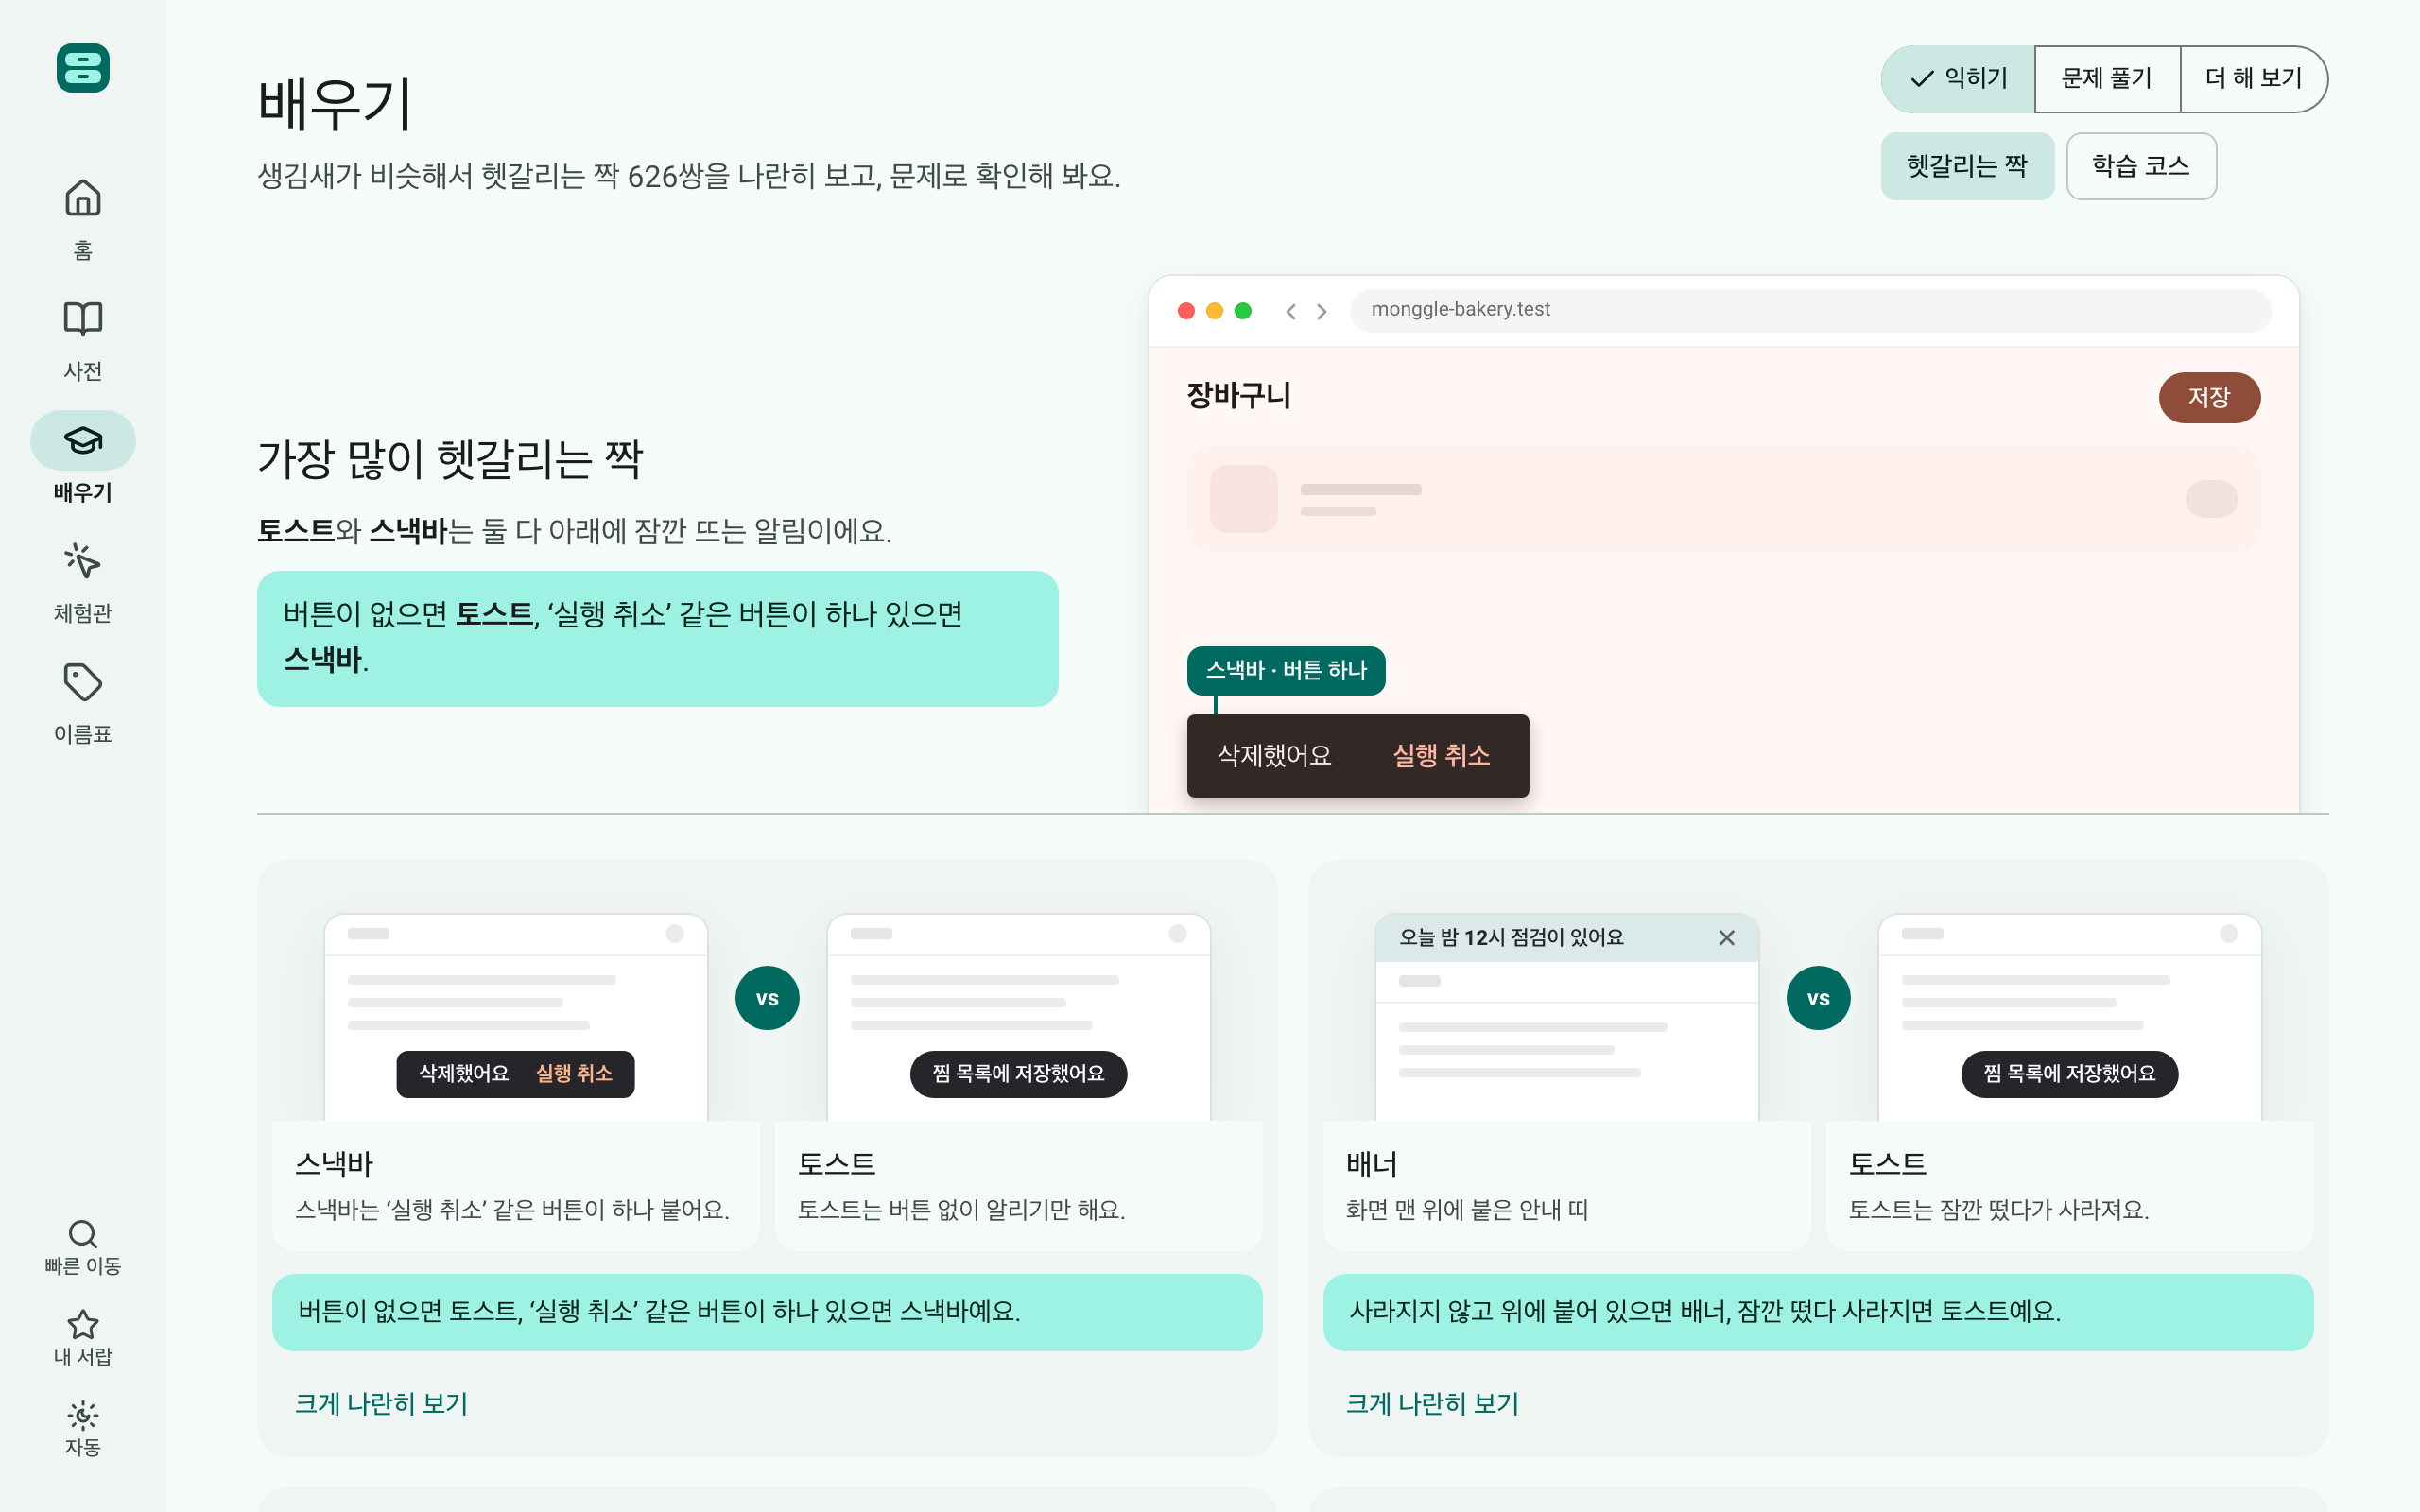 홈
사전
배우기
체험관
이름표
빠른 이동
내 서랍
자동
배우기
생김새가 비슷해서 헷갈리는 짝 626쌍을 나란히 보고, 문제로 확인해 봐요.
익히기
문제 풀기
더 해 보기
헷갈리는 짝
학습 코스
가장 많이 헷갈리는 짝
토스트와 스낵바는 둘 다 아래에 잠깐 뜨는 알림이에요.
버튼이 없으면 토스트, ‘실행 취소’ 같은 버튼이 하나 있으면
스낵바.
monggle-bakery.test
장바구니
저장
스낵바 · 버튼 하나
삭제했어요 실행 취소
삭제했어요 실행 취소
vs
찜 목록에 저장했어요
스낵바
스낵바는 ‘실행 취소’ 같은 버튼이 하나 붙어요.
토스트
토스트는 버튼 없이 알리기만 해요.
버튼이 없으면 토스트, ‘실행 취소’ 같은 버튼이 하나 있으면 스낵바예요.
크게 나란히 보기
오늘 밤 12시 점검이 있어요
vs
찜 목록에 저장했어요
배너
화면 맨 위에 붙은 안내 띠
토스트
토스트는 잠깐 떴다가 사라져요.
사라지지 않고 위에 붙어 있으면 배너, 잠깐 떴다 사라지면 토스트예요.
크게 나란히 보기